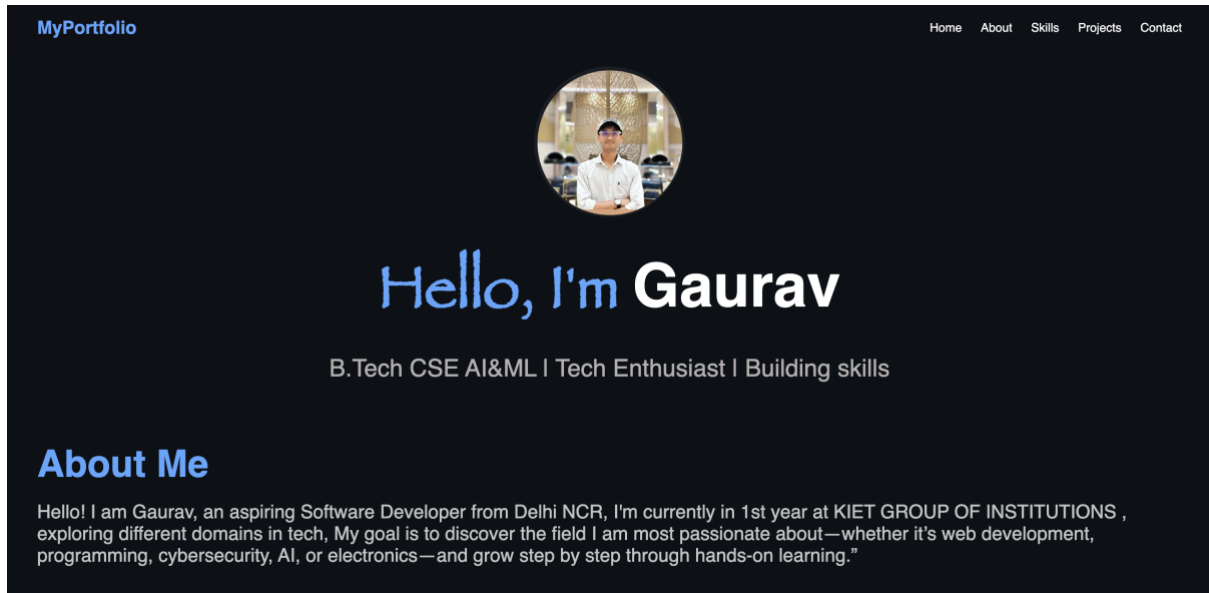 MyPortfolio
Home About Skills Projects Contact
Hello, I'm Gaurav
B.Tech CSE AI&ML | Tech Enthusiast | Building skills
About Me
Hello! I am Gaurav, an aspiring Software Developer from Delhi NCR, I'm currently in 1st year at KIET GROUP OF INSTITUTIONS ,
exploring different domains in tech, My goal is to discover the field I am most passionate about—whether it’s web development,
programming, cybersecurity, AI, or electronics—and grow step by step through hands-on learning.”